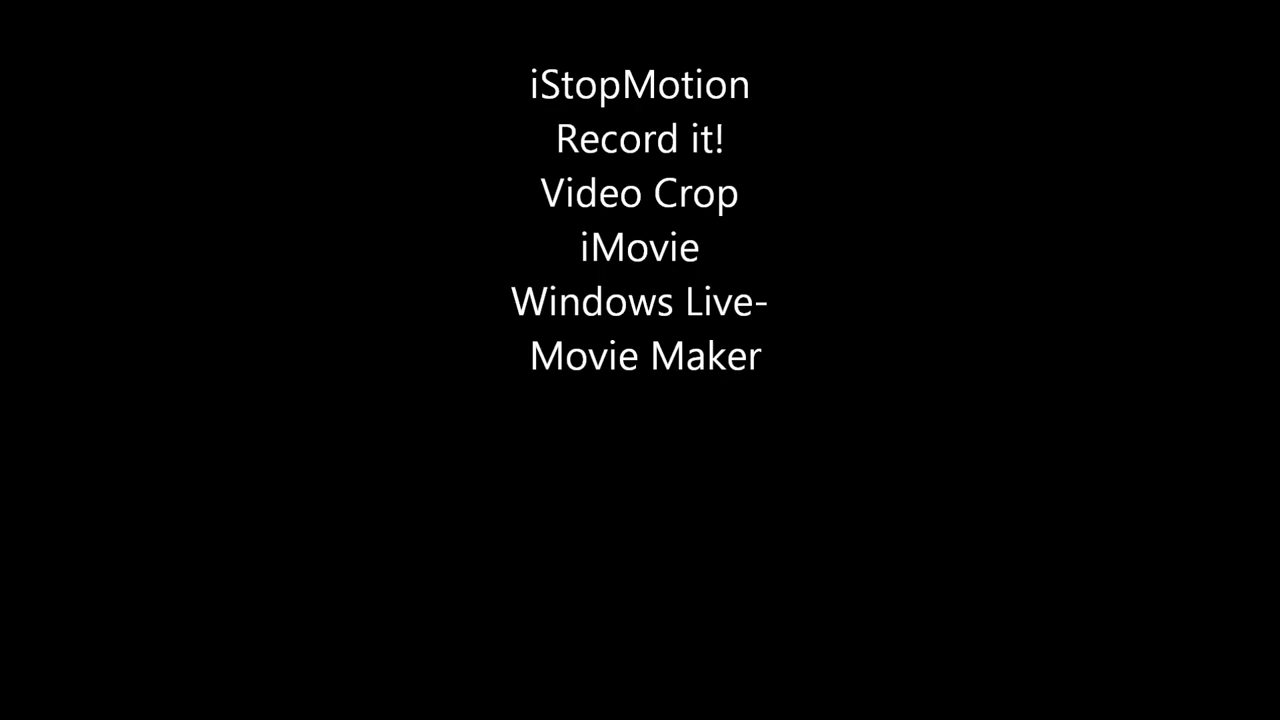 iStopMotion
Record it!
Video Crop
iMovie
Windows Live-
Movie Maker